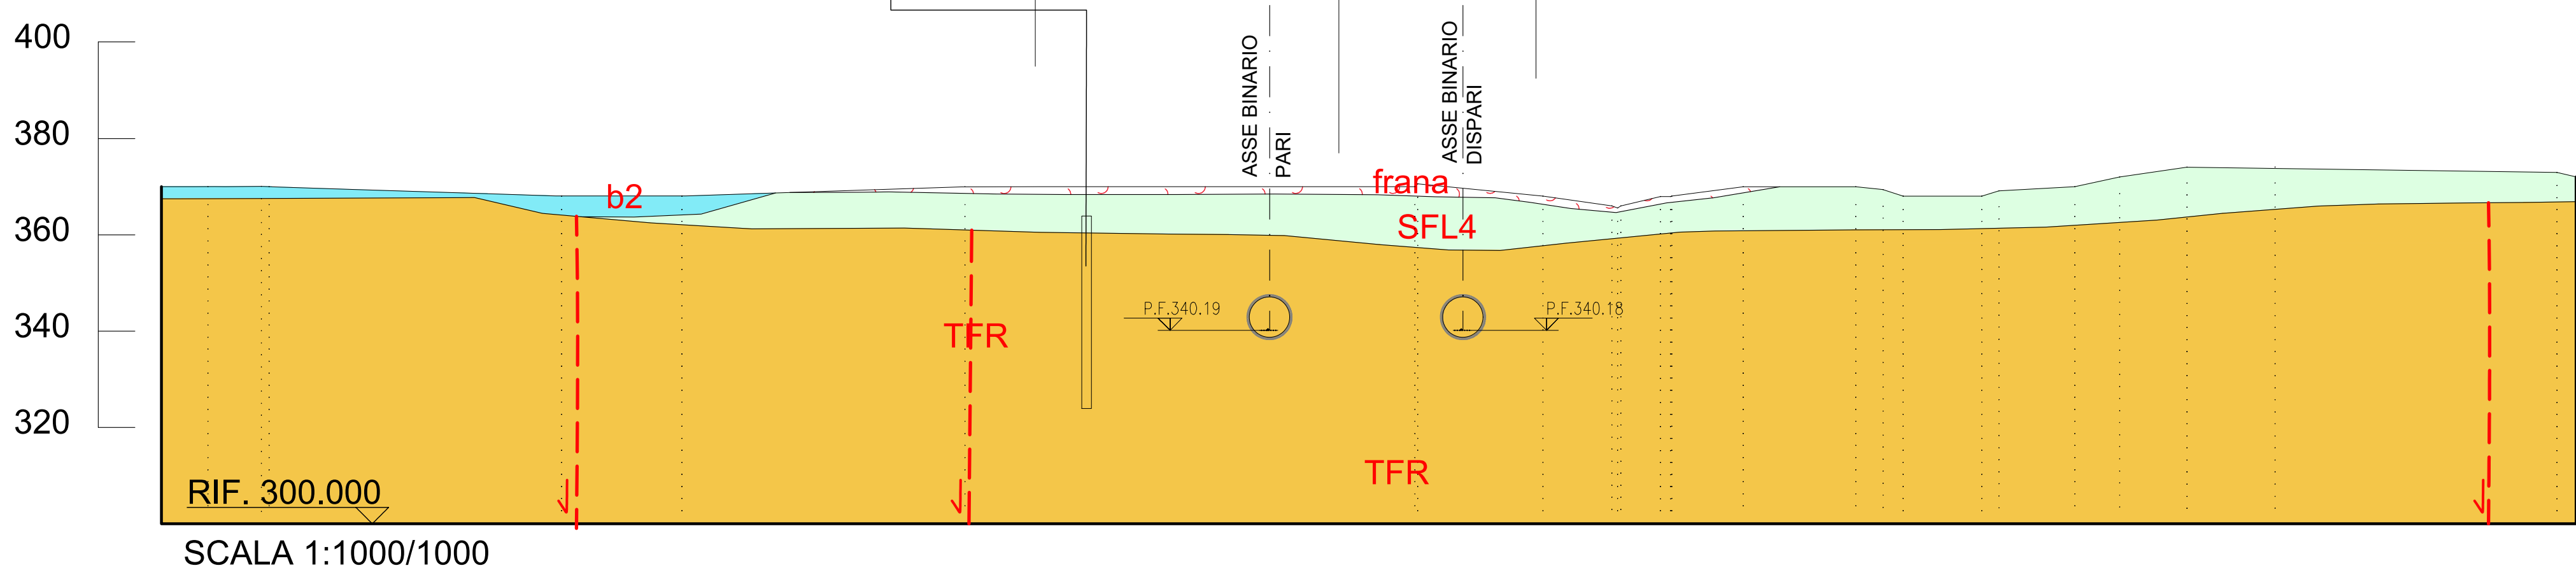 400
380
360
340
320
ASSE BINARIO
PARI
ASSE BINARIO
DISPARI
b2
frana
SFL4
P.F.340.19
P.F.340.18
TFR
TFR
RIF. 300.000
SCALA 1:1000/1000